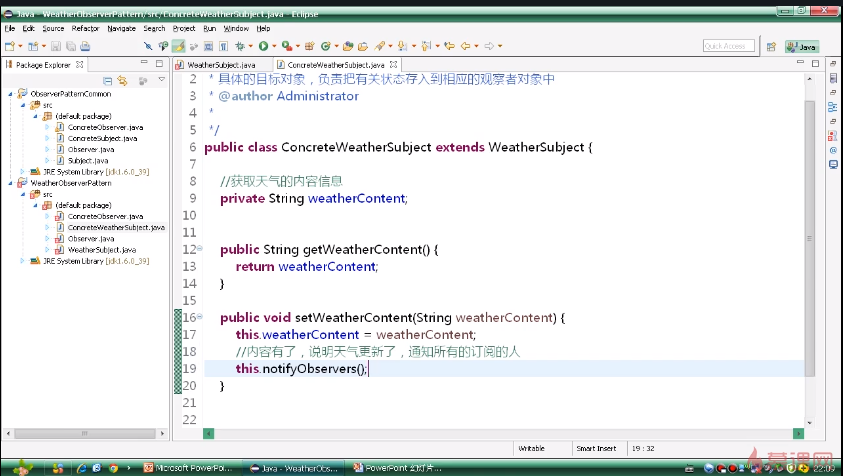 Java - WeatherObserverPattern/src/ConcreteWeatherSubject.java - Eclipse
File Edit Source Refactor Navigate Search Project Run Window Help
Quick Access
Java
Package Explorer
ObserverPatternCommon
src
(default package)
ConcreteObserver.java
ConcreteSubject.java
Observer.java
Subject.java
JRE System Library [jdk1.6.0_39]
WeatherObserverPattern
src
(default package)
ConcreteObserver.java
ConcreteWeatherSubject.java
Observer.java
WeatherSubject.java
JRE System Library [jdk1.6.0_39]
WeatherSubject.java ConcreteWeatherSubject.java
2 * 具体的目标对象，负责把有关状态存入到相应的观察者对象中
3 * @author Administrator
4 *
5 */
6 public class ConcreteWeatherSubject extends WeatherSubject {
7
8 //获取天气的内容信息
9 private String weatherContent;
10
11
12 public String getWeatherContent() {
13 return weatherContent;
14 }
15
16 public void setWeatherContent(String weatherContent) {
17 this.weatherContent = weatherContent;
18 //内容有了，说明天气更新了，通知所有的订阅的人
19 this.notifyObservers();
20 }
21
22
Writable Smart Insert 19 : 32
Microsoft PowerPo... Java - WeatherObs... PowerPoint 幻灯片... 22:09
慕课网